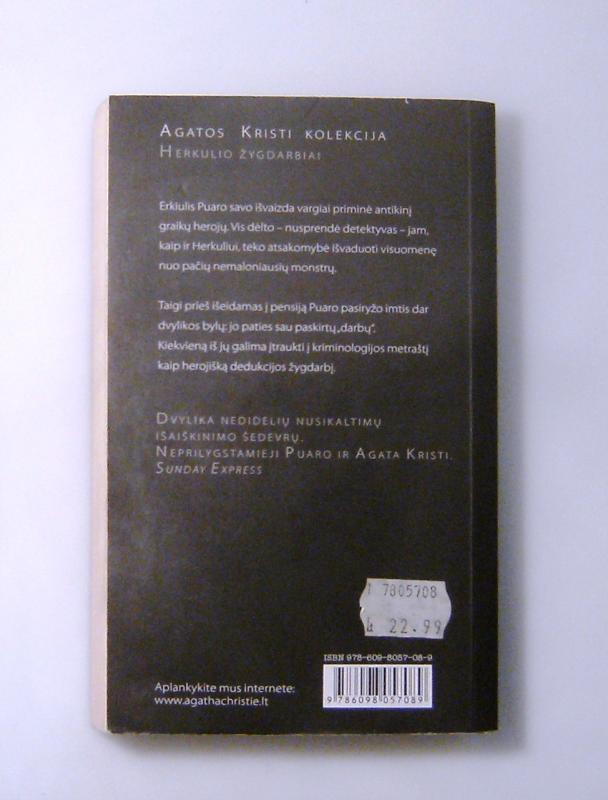 AGATOS KRISTI KOLEKCIJA
HERKULIO ŽYGDARBIAI
Erkiulis Puaro savo išvaizda vargiai priminė antikinį
graikų herojų. Vis dėlto – nusprendė detektyvas – jam,
kaip ir Herkuliui, teko atsakomybė išvaduoti visuomenę
nuo pačių nemaloniausių monstrų.
Taigi prieš išeidamas į pensiją Puaro pasiryžo imtis dar
dvylikos bylų: jo paties sau paskirtų „darbų“.
Kiekvieną iš jų galima įtraukti į kriminologijos metraštį
kaip herojišką dedukcijos žygdarbį.
DVYLIKA NEDIDELIŲ NUSIKALTIMŲ
IŠAIŠKINIMO ŠEDEVRŲ.
NEPRILYGSTAMIEJI PUARO IR AGATA KRISTI.
SUNDAY EXPRESS
7805708
22.99
ISBN 978-609-8057-08-9
9 786098 057089
Aplankykite mus internete:
www.agathachristie.lt